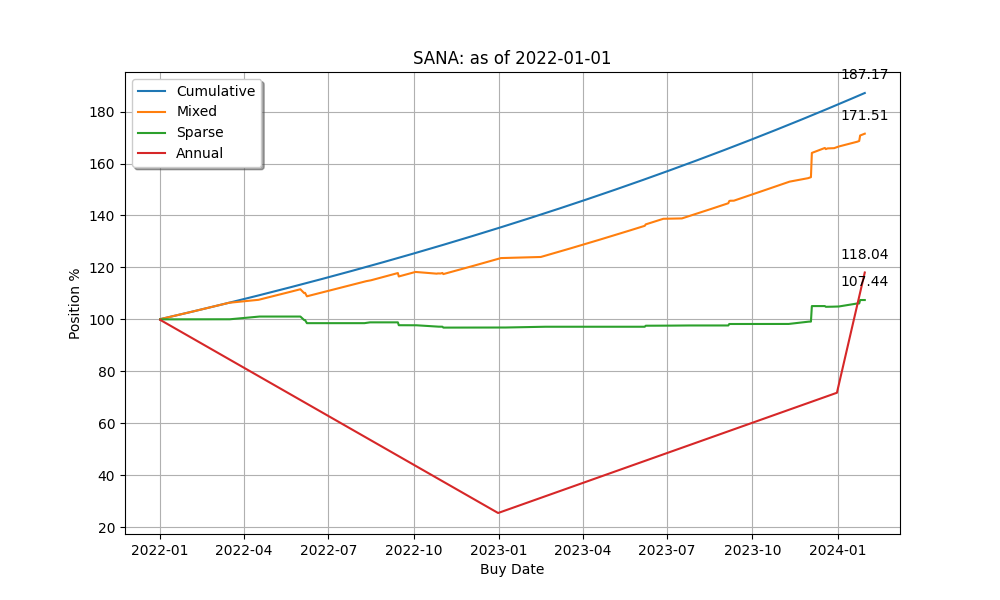 SANA: as of 2022-01-01
187.17
Cumulative
Mixed
Sparse
Annual
171.51
118.04
107.44
180
160
140
120
100
80
60
40
20
Position %
2022-01 2022-04 2022-07 2022-10 2023-01 2023-04 2023-07 2023-10 2024-01
Buy Date